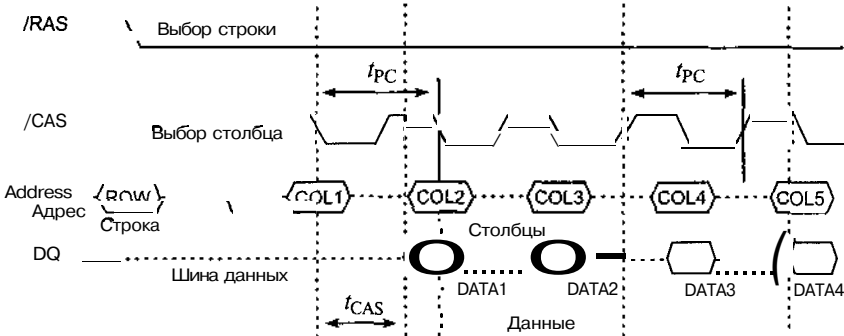 /RAS
Выбор строки
tPC
tPC
/CAS
Выбор столбца
Address
Адрес
ROW
COL1
COL2
COL3
COL4
COL5
Строка
Столбцы
DQ
Шина данных
DATA1
DATA2
DATA3
DATA4
tCAS
Данные